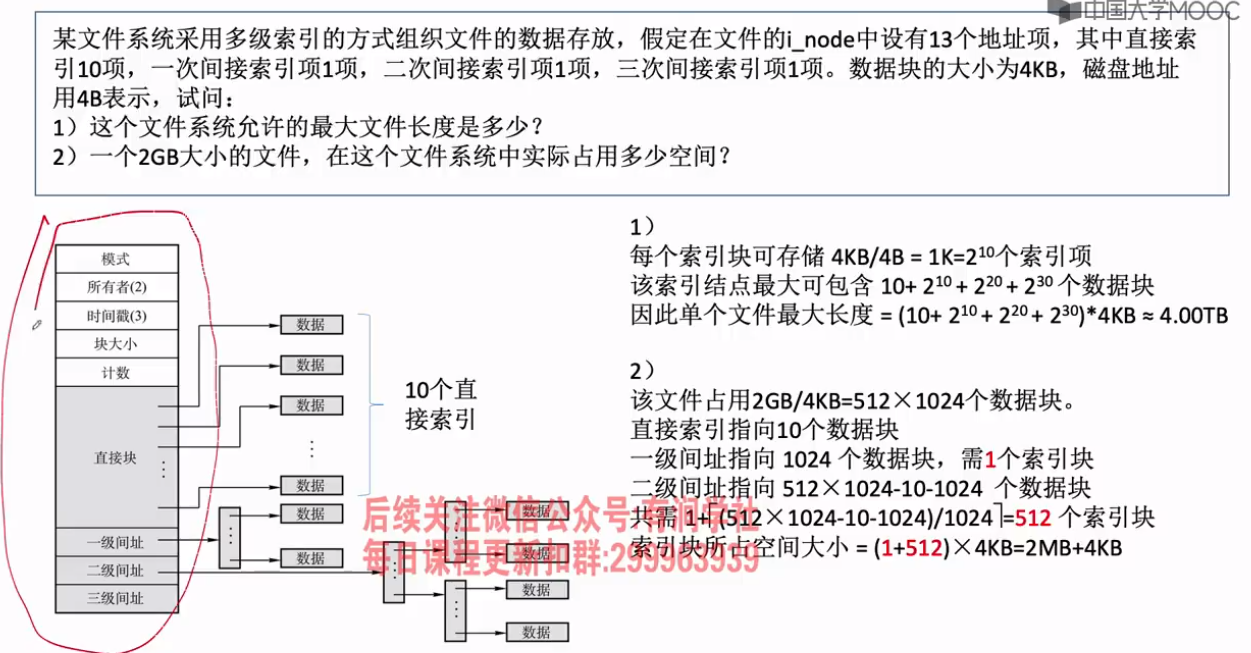 中国大学MOOC
某文件系统采用多级索引的方式组织文件的数据存放，假定在文件的i_node中设有13个地址项，其中直接索
引10项，一次间接索引项1项，二次间接索引项1项，三次间接索引项1项。数据块的大小为4KB，磁盘地址
用4B表示，试问：
1）这个文件系统允许的最大文件长度是多少？
2）一个2GB大小的文件，在这个文件系统中实际占用多少空间？
模式
所有者(2)
时间戳(3)
块大小
计数
直接块
一级间址
二级间址
三级间址
数据
数据
数据
数据
数据
数据
数据
数据
数据
数据
10个直
接索引
1）
每个索引块可存储 4KB/4B = 1K=2¹⁰个索引项
该索引结点最大可包含 10+ 2¹⁰ + 2²⁰ + 2³⁰ 个数据块
因此单个文件最大长度 = (10+ 2¹⁰ + 2²⁰ + 2³⁰)*4KB ≈ 4.00TB
2）
该文件占用2GB/4KB=512×1024个数据块。
直接索引指向10个数据块
一级间址指向 1024 个数据块，需1个索引块
二级间址指向 512×1024-10-1024 个数据块
共需 1+ (512×1024-10-1024)/1024⌉=512 个索引块
索引块所占空间大小 = (1+512)×4KB=2MB+4KB
后续关注微信公众号:有润学社
每日课程更新扣群:299963939